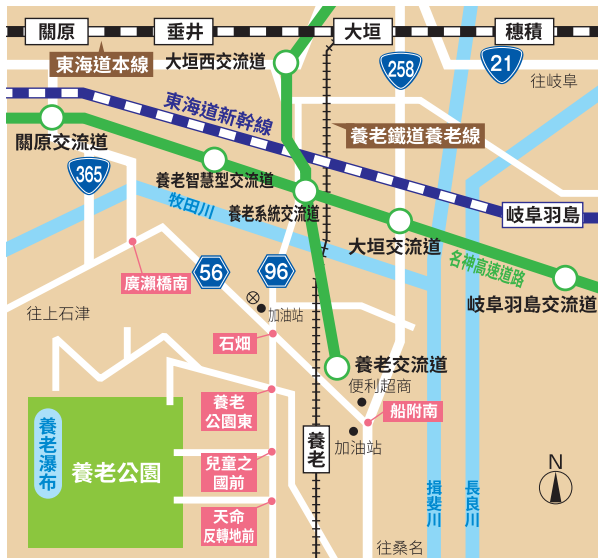 關原
垂井
大垣
穗積
東海道本線
大垣西交流道
258
21
往岐阜
東海道新幹線
關原交流道
養老鐵道養老線
365
養老智慧型交流道
牧田川
養老系統交流道
岐阜羽島
大垣交流道
名神高速道路
岐阜羽島交流道
廣瀨橋南
56
96
往上石津
加油站
石畑
養老交流道
便利超商
養老
公園東
船附南
養老瀑布
養老公園
養老
加油站
兒童之
國前
揖斐川
長良川
N
天命
反轉地前
往桑名